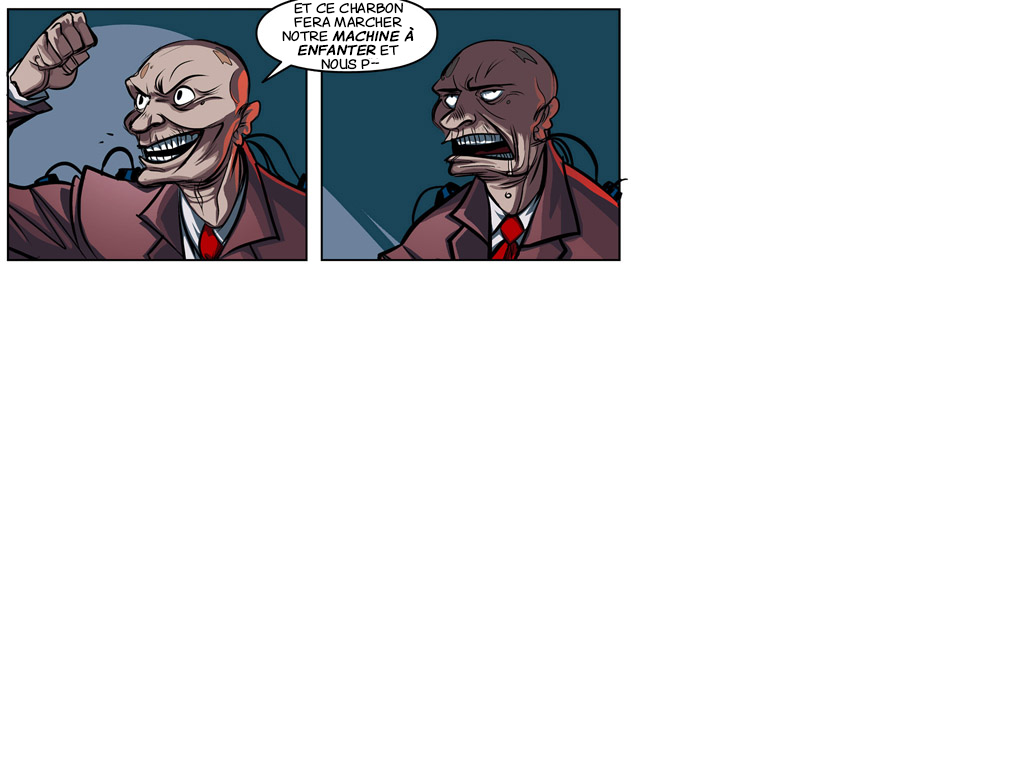 ET CE CHARBON
FERA MARCHER
NOTRE MACHINE À
ENFANTER ET
NOUS P--